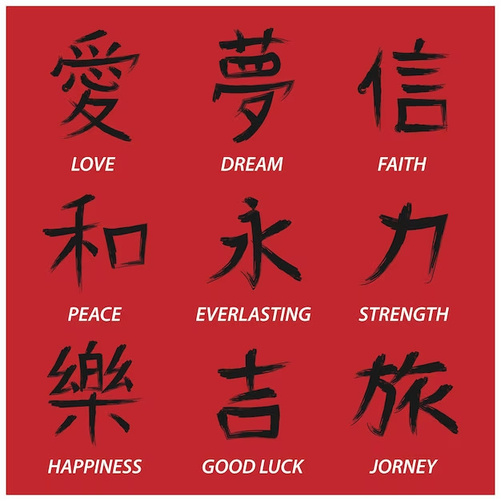 愛 夢 信
LOVE DREAM FAITH
和 永 力
PEACE EVERLASTING STRENGTH
樂 吉 旅
HAPPINESS GOOD LUCK JORNEY